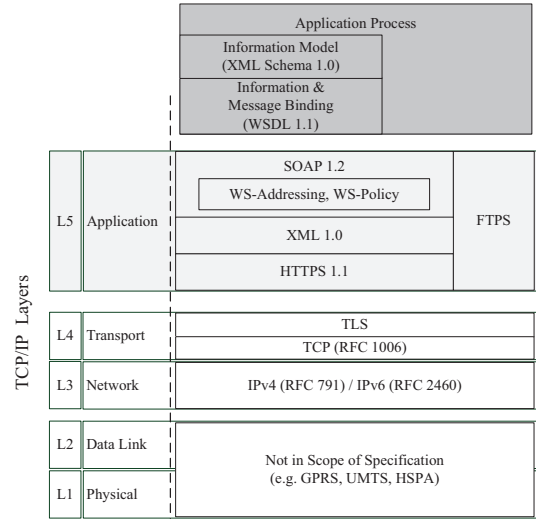 Application Process
Information Model
(XML Schema 1.0)
Information &
Message Binding
(WSDL 1.1)
TCP/IP Layers
L5
Application
SOAP 1.2
WS-Addressing, WS-Policy
XML 1.0
HTTPS 1.1
FTPS
L4
Transport
TLS
TCP (RFC 1006)
L3
Network
IPv4 (RFC 791) / IPv6 (RFC 2460)
L2
Data Link
L1
Physical
Not in Scope of Specification
(e.g. GPRS, UMTS, HSPA)